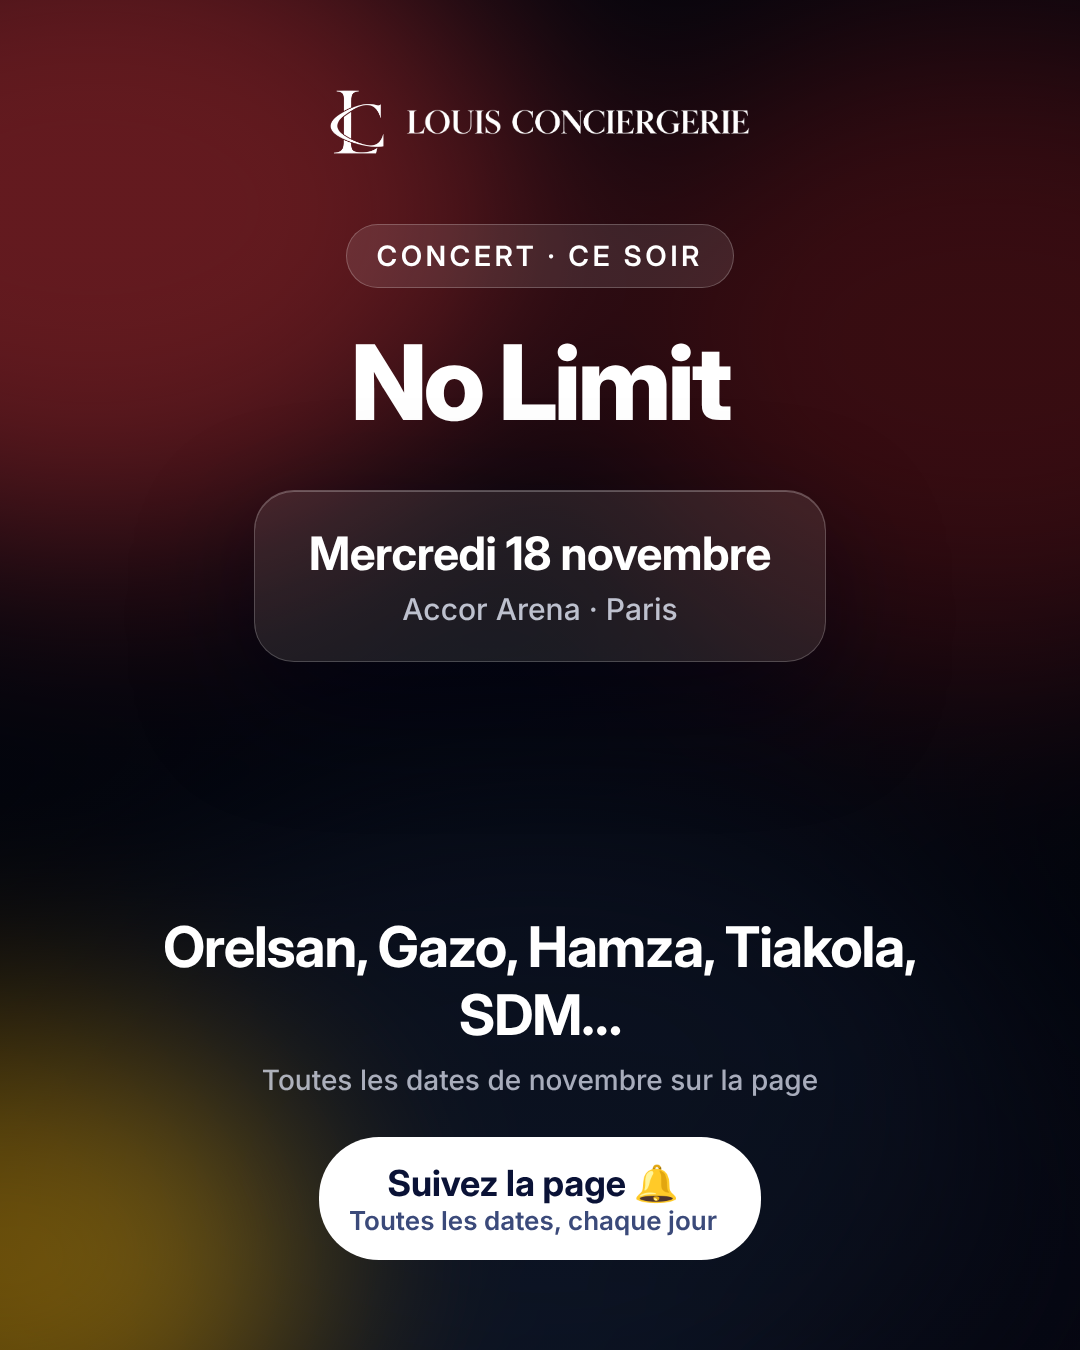 LC LOUIS CONCIERGERIE
CONCERT · CE SOIR
No Limit
Mercredi 18 novembre
Accor Arena · Paris
Orelsan, Gazo, Hamza, Tiakola,
SDM...
Toutes les dates de novembre sur la page
Suivez la page 🔔
Toutes les dates, chaque jour